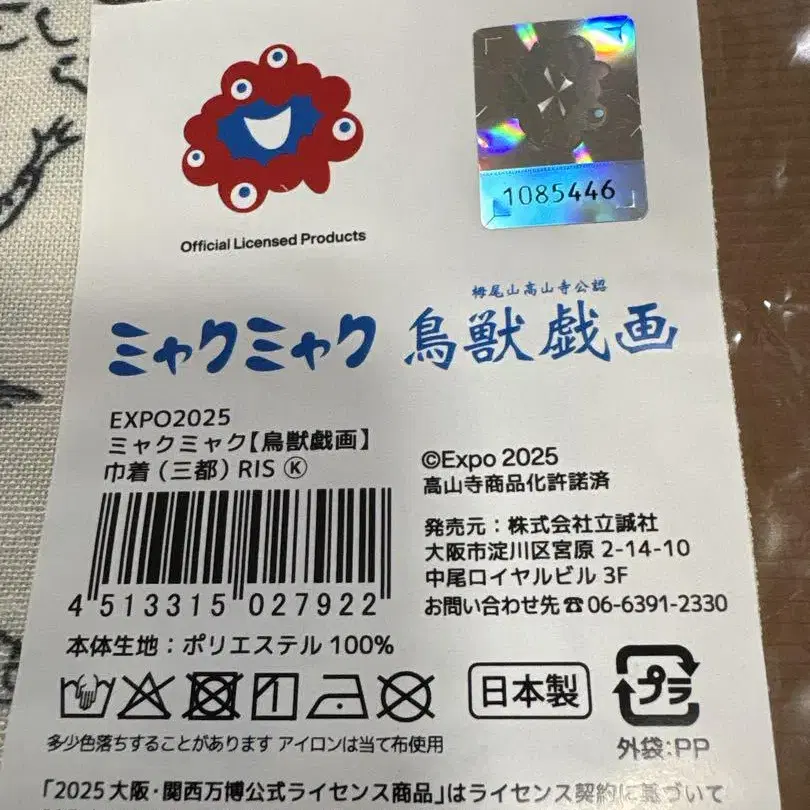 Official Licensed Products
1085446
栂尾山高山寺公認
ミャクミャク 鳥獣戯画
EXPO2025
ミャクミャク【鳥獣戯画】
巾着(三都)RIS Ⓚ
4 513315 027922
©Expo 2025
高山寺商品化許諾済
発売元:株式会社立誠社
大阪市淀川区宮原 2-14-10
中尾ロイヤルビル 3F
お問い合わせ先☎06-6391-2330
本体生地:ポリエステル 100%
日本製
プラ
外袋:PP
多少色落ちすることがあります アイロンは当て布使用
「2025 大阪・関西万博公式ライセンス商品」はライセンス契約に基づいて